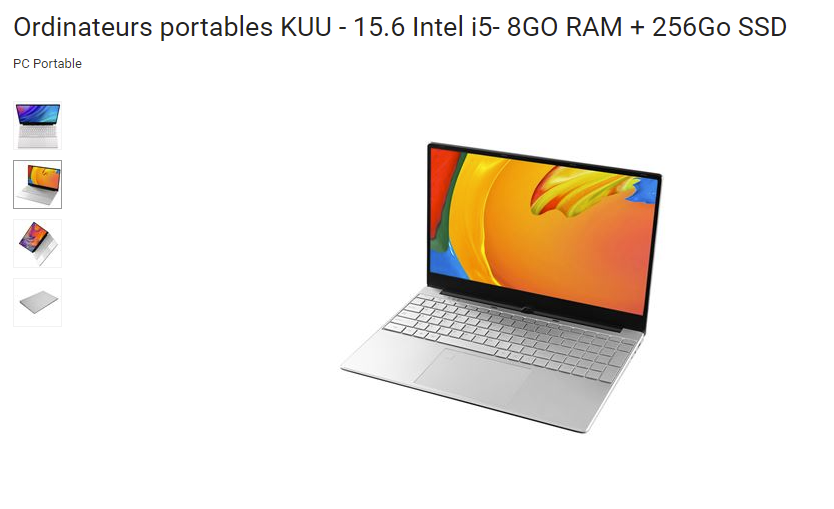 Ordinateurs portables KUU - 15.6 Intel i5- 8GO RAM + 256Go SSD
PC Portable